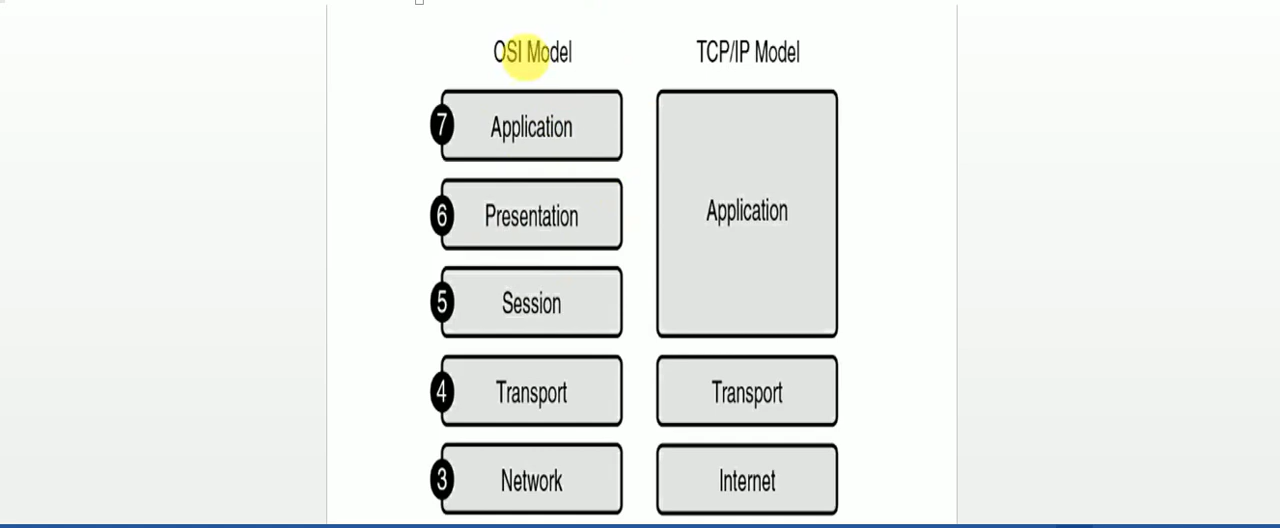 OSI Model TCP/IP Model
7 Application
6 Presentation
Application
5 Session
4 Transport Transport
3 Network Internet